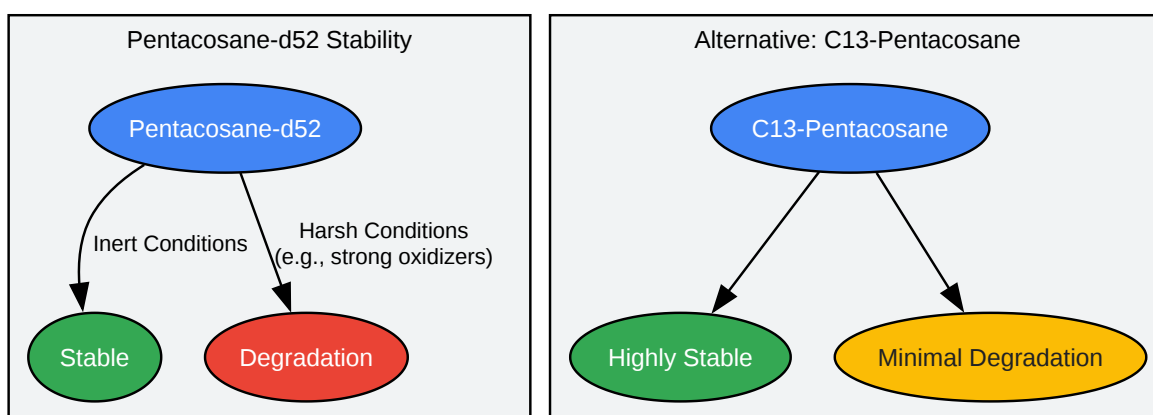 Pentacosane-d52 Stability
Pentacosane-d52
Inert Conditions
Harsh Conditions
(e.g., strong oxidizers)
Stable
Degradation
Alternative: C13-Pentacosane
C13-Pentacosane
Highly Stable
Minimal Degradation